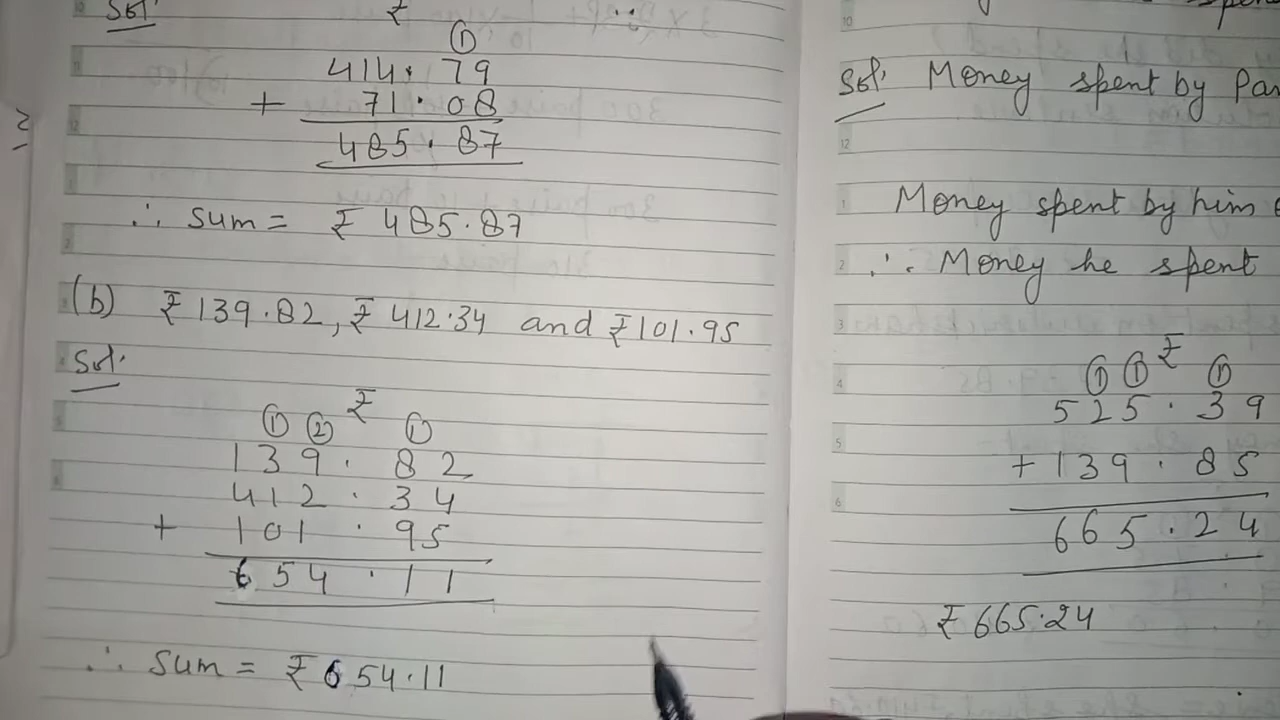 Sol.
₹
①
414.79
+ 71.08
485.87
∴ sum = ₹ 485.87
(b) ₹139.82, ₹412.34 and ₹101.95
Sol.
₹
① ② ①
139.82
412.34
+ 101.95
654.11
∴ sum = ₹654.11
Sol. Money spent by
Money spent by him
∴ Money he spent
₹
① ① ①
525.39
+139.85
665.24
₹665.24